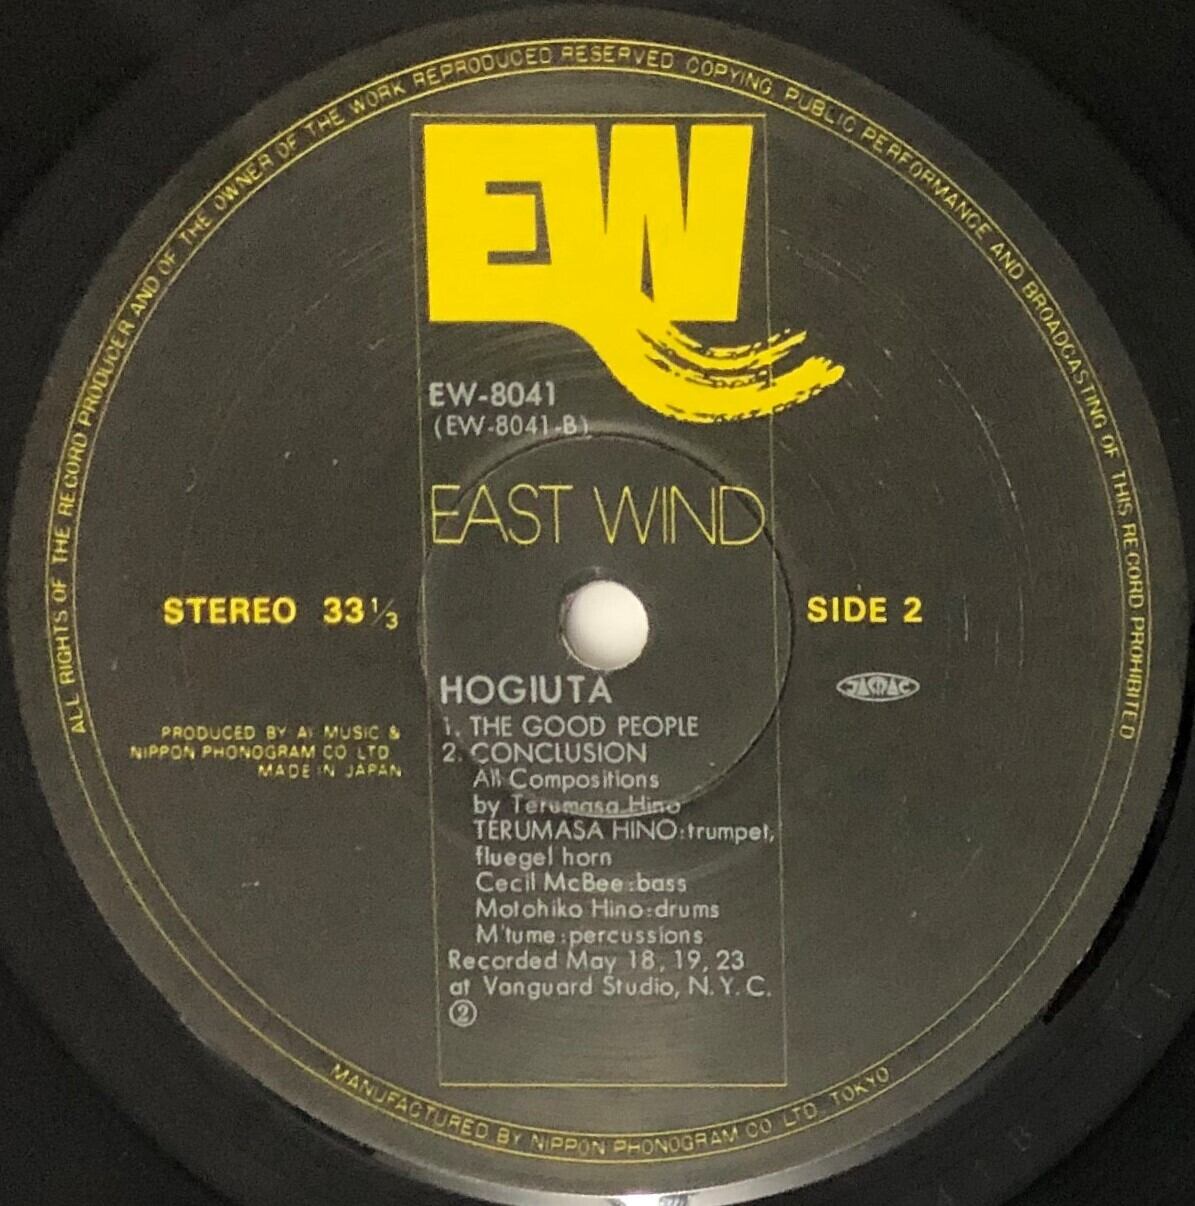 ALL RIGHTS OF THE RECORD PRODUCER AND OF THE OWNER OF THE WORK REPRODUCED RESERVED COPYING, PUBLIC PERFORMANCE AND BROADCASTING OF THIS RECORD PROHIBITED
EW
EW-8041
(EW-8041-B)
EAST WIND
STEREO 33 1/3
SIDE 2
JASRAC
HOGIUTA
1. THE GOOD PEOPLE
2. CONCLUSION
All Compositions
by Terumasa Hino
TERUMASA HINO:trumpet,
fluegel horn
Cecil McBee:bass
Motohiko Hino:drums
M'tume:percussions
Recorded May 18, 19, 23
at Vanguard Studio, N.Y.C.
②
PRODUCED BY AI MUSIC &
NIPPON PHONOGRAM CO LTD.
MADE IN JAPAN
MANUFACTURED BY NIPPON PHONOGRAM CO LTD. TOKYO